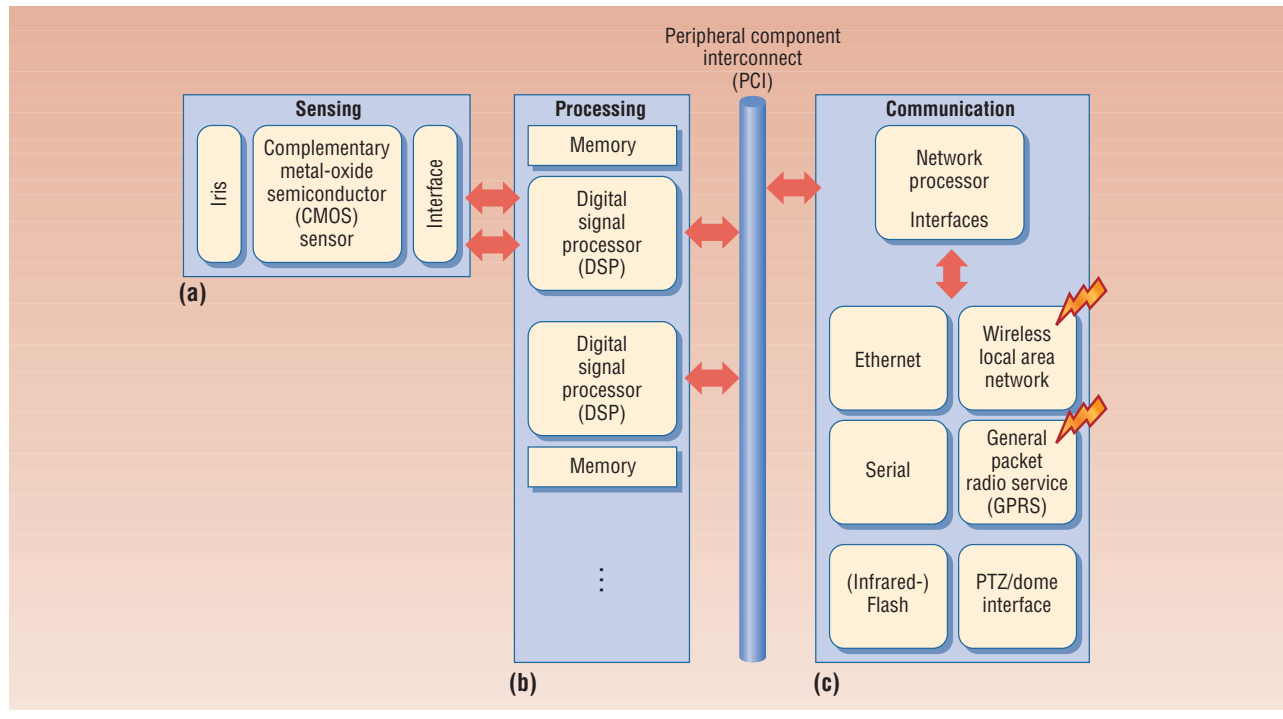 Peripheral component
interconnect
(PCI)
Sensing
Iris
Complementary
metal-oxide
semiconductor
(CMOS)
sensor
Interface
(a)
Processing
Memory
Digital
signal
processor
(DSP)
Digital
signal
processor
(DSP)
Memory
...
(b)
Communication
Network
processor
Interfaces
Ethernet
Wireless
local area
network
Serial
General
packet
radio service
(GPRS)
(Infrared-)
Flash
PTZ/dome
interface
(c)